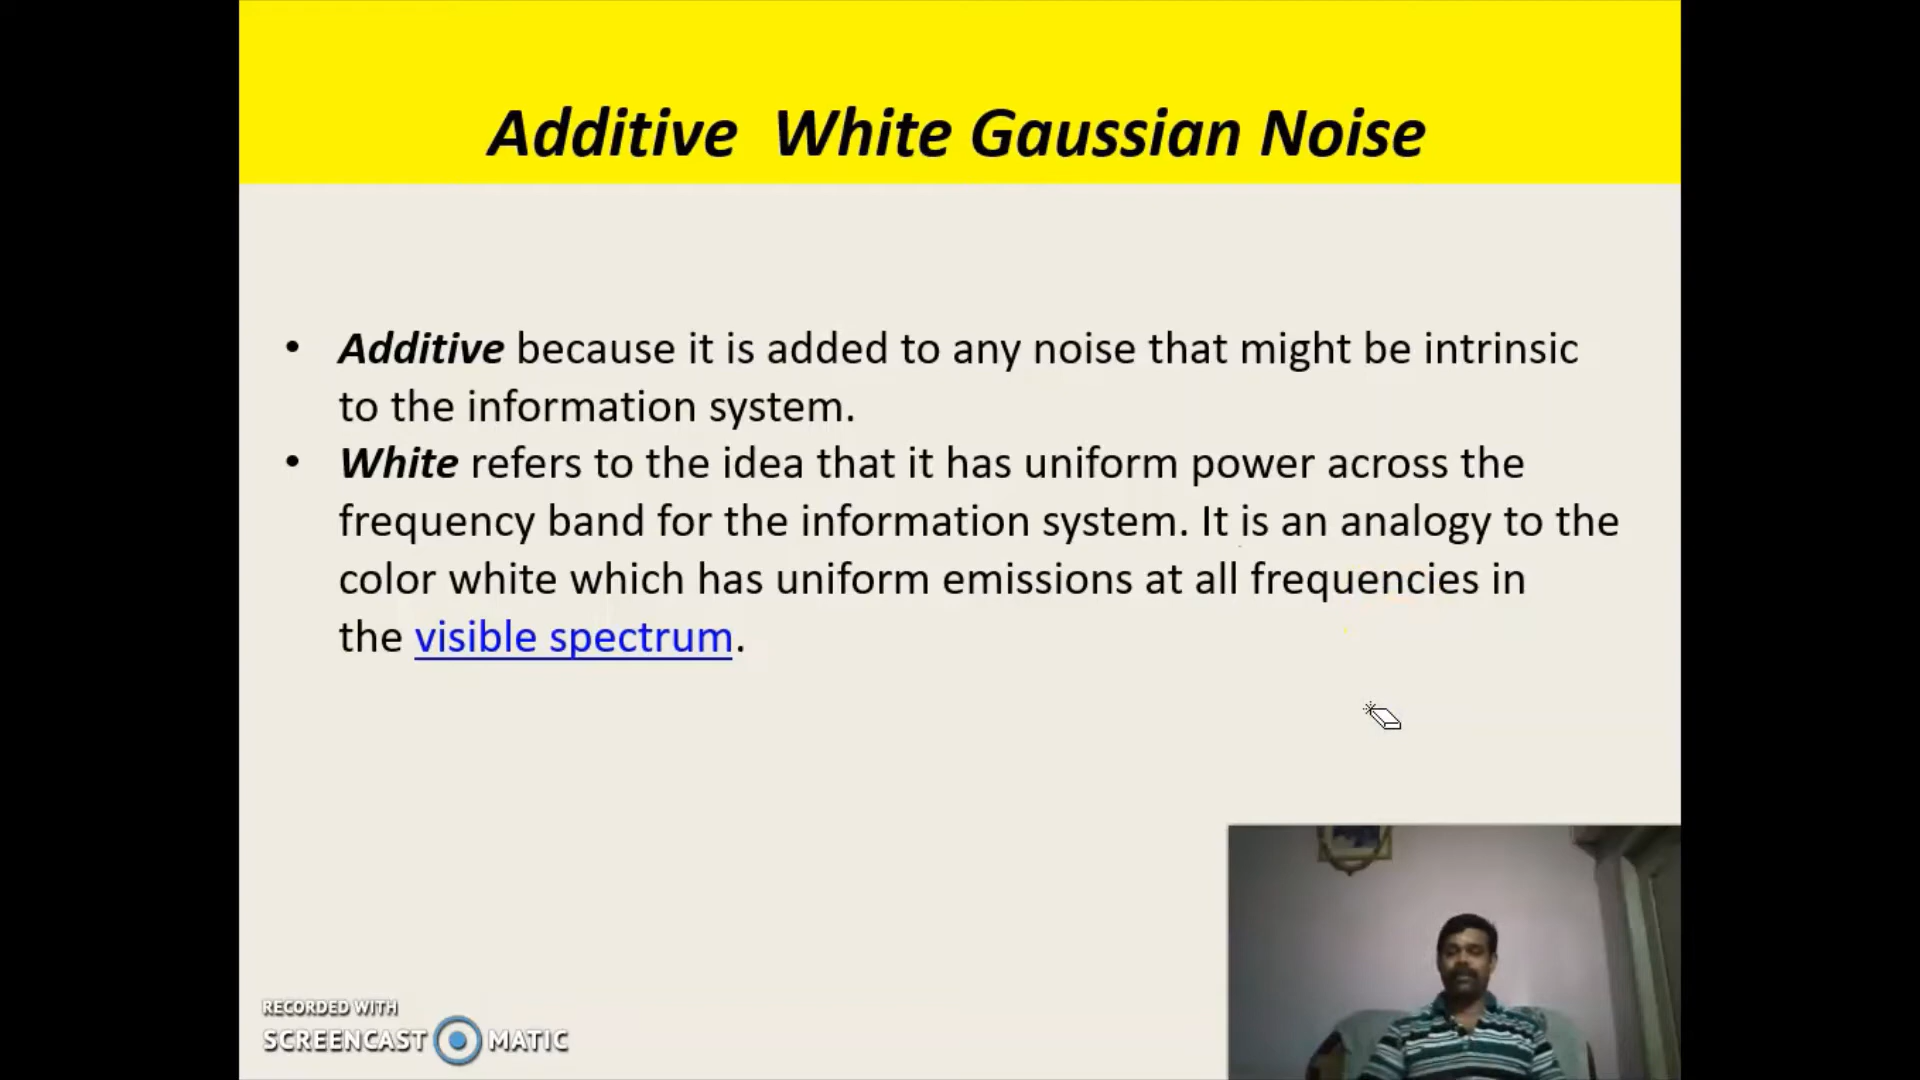 Additive White Gaussian Noise
• Additive because it is added to any noise that might be intrinsic
to the information system.
• White refers to the idea that it has uniform power across the
frequency band for the information system. It is an analogy to the
color white which has uniform emissions at all frequencies in
the visible spectrum.
RECORDED WITH
SCREENCAST MATIC